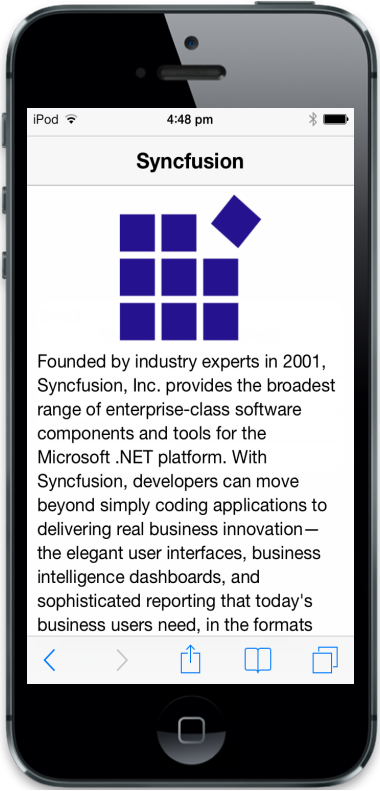 iPod 4:48 pm
Syncfusion
Founded by industry experts in 2001,
Syncfusion, Inc. provides the broadest
range of enterprise-class software
components and tools for the
Microsoft .NET platform. With
Syncfusion, developers can move
beyond simply coding applications to
delivering real business innovation—
the elegant user interfaces, business
intelligence dashboards, and
sophisticated reporting that today's
business users need, in the formats